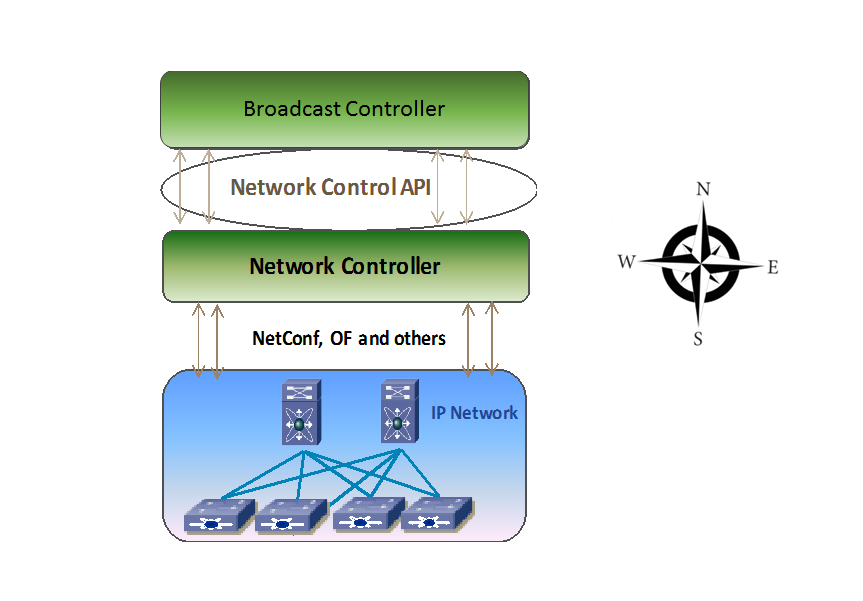 Broadcast Controller
Network Control API
Network Controller
NetConf, OF and others
IP Network
N
W
E
S